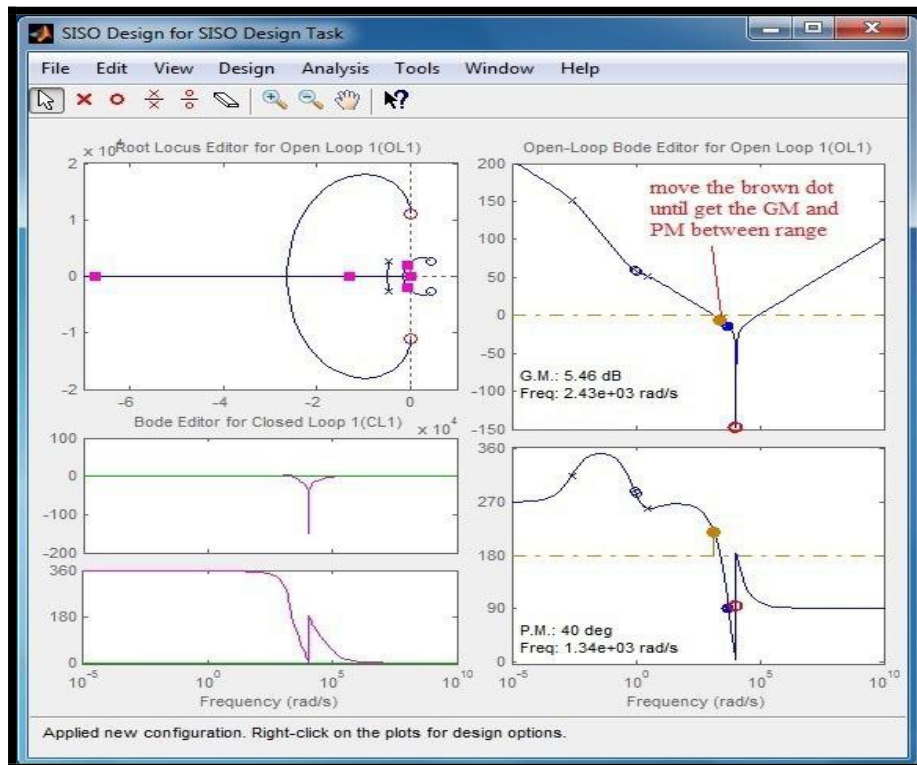 SISO Design for SISO Design Task
File Edit View Design Analysis Tools Window Help
× 10^4 Root Locus Editor for Open Loop 1(OL1)
2
1
0
-1
-2
-6 -4 -2 0
× 10^4
Bode Editor for Closed Loop 1(CL1)
100
0
-100
-200
360
180
0
10^-5 10^0 10^5 10^10
Frequency (rad/s)
Open-Loop Bode Editor for Open Loop 1(OL1)
200
150
100
50
0
-50
-100
-150
move the brown dot
until get the GM and
PM between range
G.M.: 5.46 dB
Freq: 2.43e+03 rad/s
360
270
180
90
0
P.M.: 40 deg
Freq: 1.34e+03 rad/s
10^-5 10^0 10^5 10^10
Frequency (rad/s)
Applied new configuration. Right-click on the plots for design options.